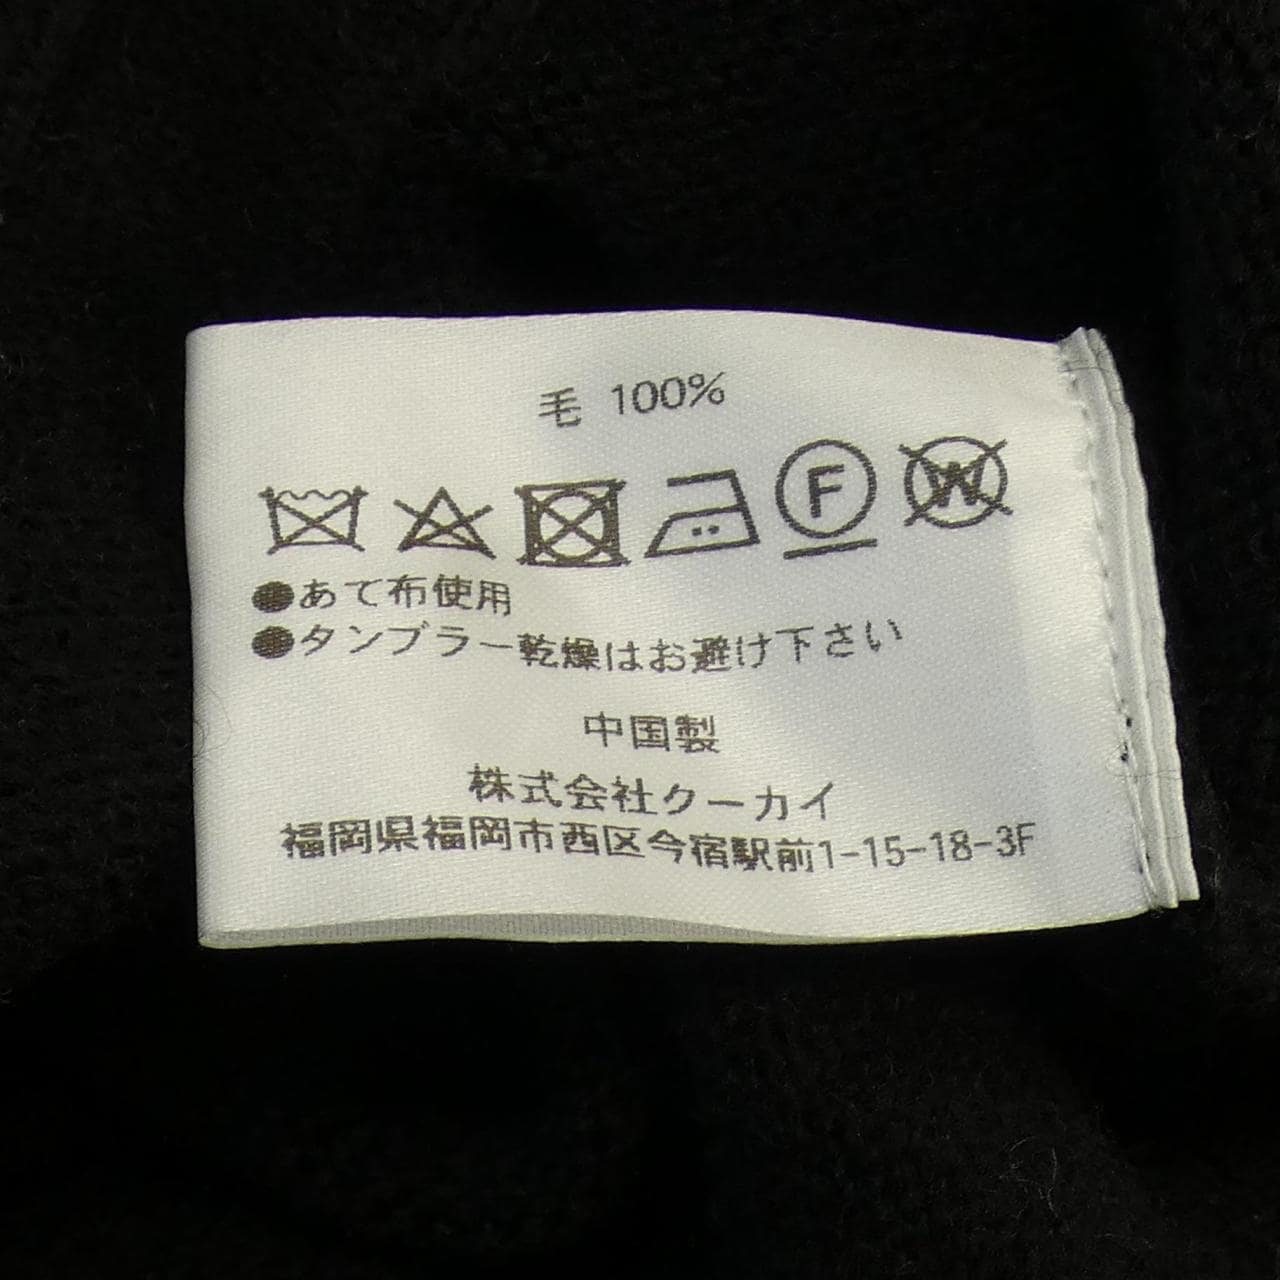 毛 100%
F W
●あて布使用
●タンブラー乾燥はお避け下さい
中国製
株式会社クーカイ
福岡県福岡市西区今宿駅前1-15-18-3F